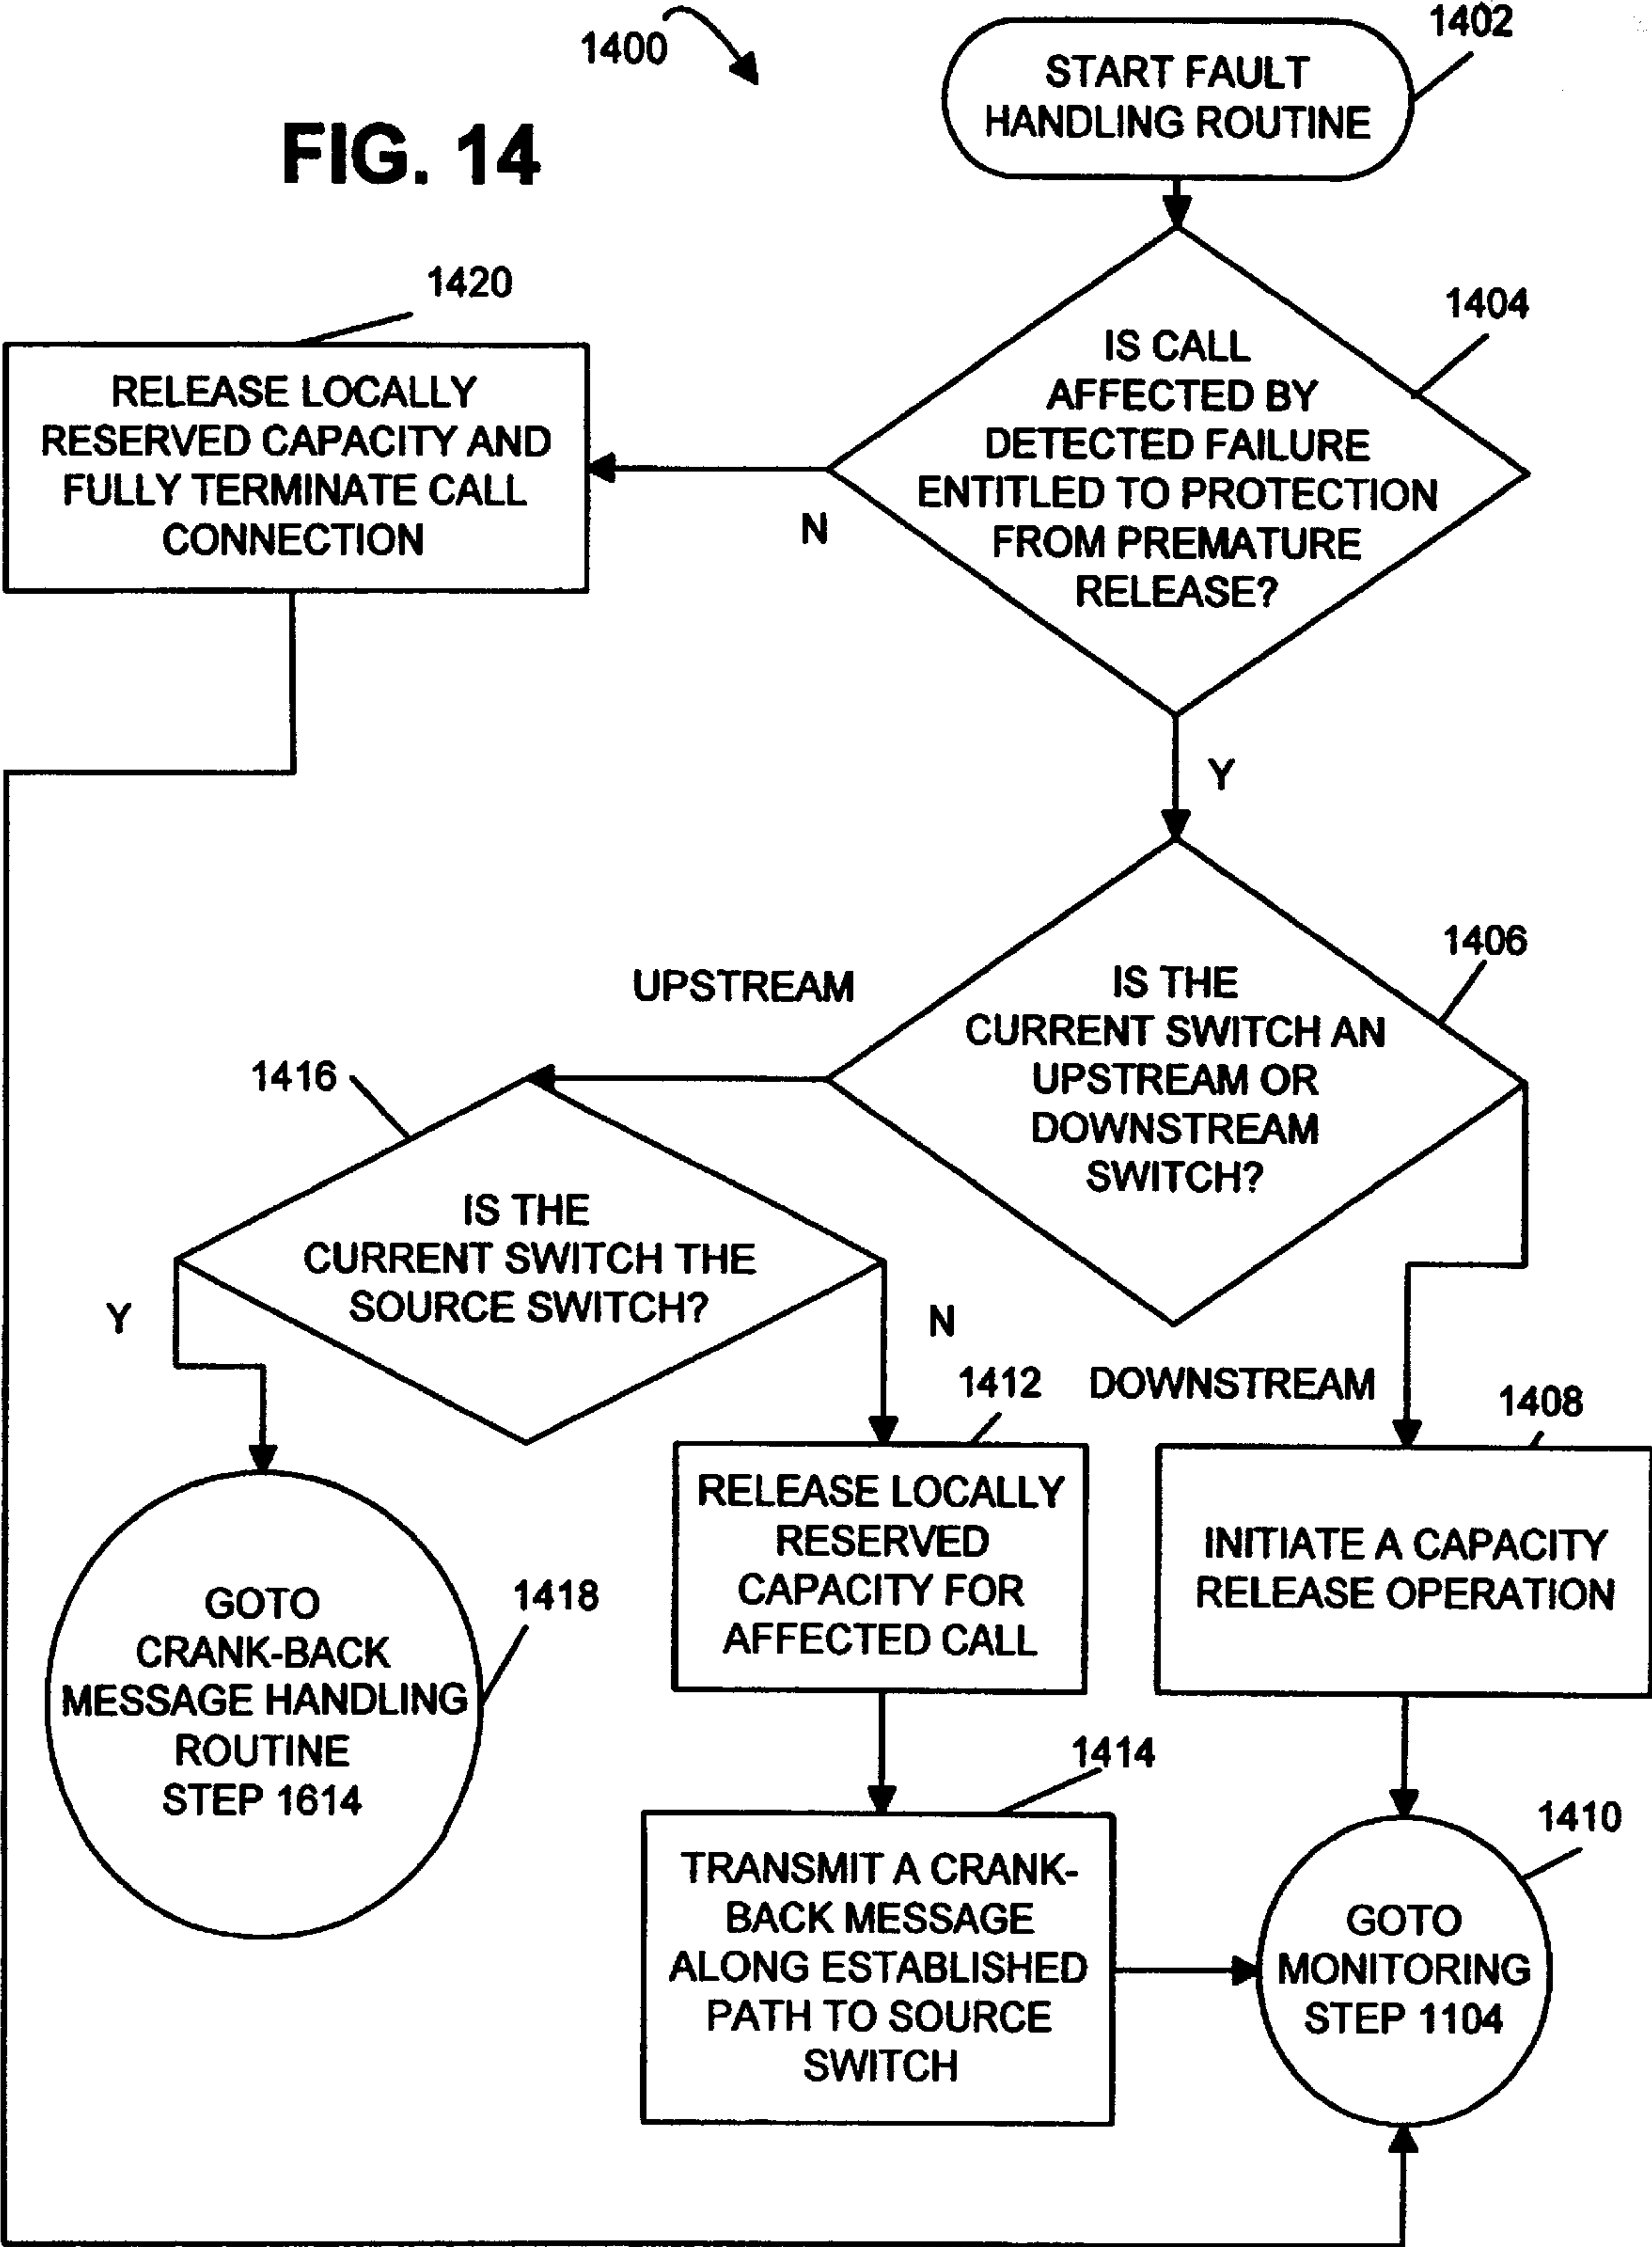 1400
1402
START FAULT
HANDLING ROUTINE
FIG. 14
1420
1404
RELEASE LOCALLY
RESERVED CAPACITY AND
FULLY TERMINATE CALL
CONNECTION
IS CALL
AFFECTED BY
DETECTED FAILURE
ENTITLED TO PROTECTION
FROM PREMATURE
RELEASE?
N
Y
1406
UPSTREAM
IS THE
CURRENT SWITCH AN
UPSTREAM OR
DOWNSTREAM
SWITCH?
1416
IS THE
CURRENT SWITCH THE
SOURCE SWITCH?
Y
N
1412
DOWNSTREAM
1408
RELEASE LOCALLY
RESERVED
CAPACITY FOR
AFFECTED CALL
INITIATE A CAPACITY
RELEASE OPERATION
GOTO
CRANK-BACK
MESSAGE HANDLING
ROUTINE
STEP 1614
1418
1414
1410
TRANSMIT A CRANK-
BACK MESSAGE
ALONG ESTABLISHED
PATH TO SOURCE
SWITCH
GOTO
MONITORING
STEP 1104